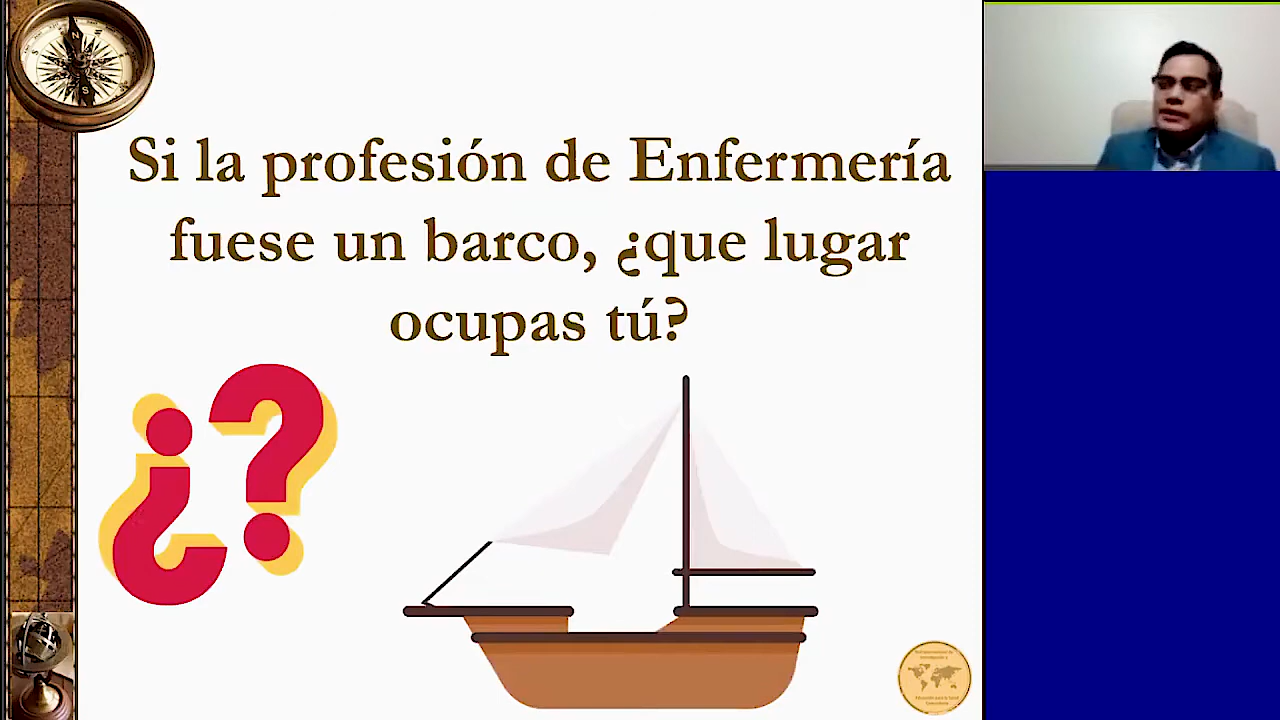 Si la profesión de Enfermería
fuese un barco, ¿que lugar
ocupas tú?
¿?
N
S